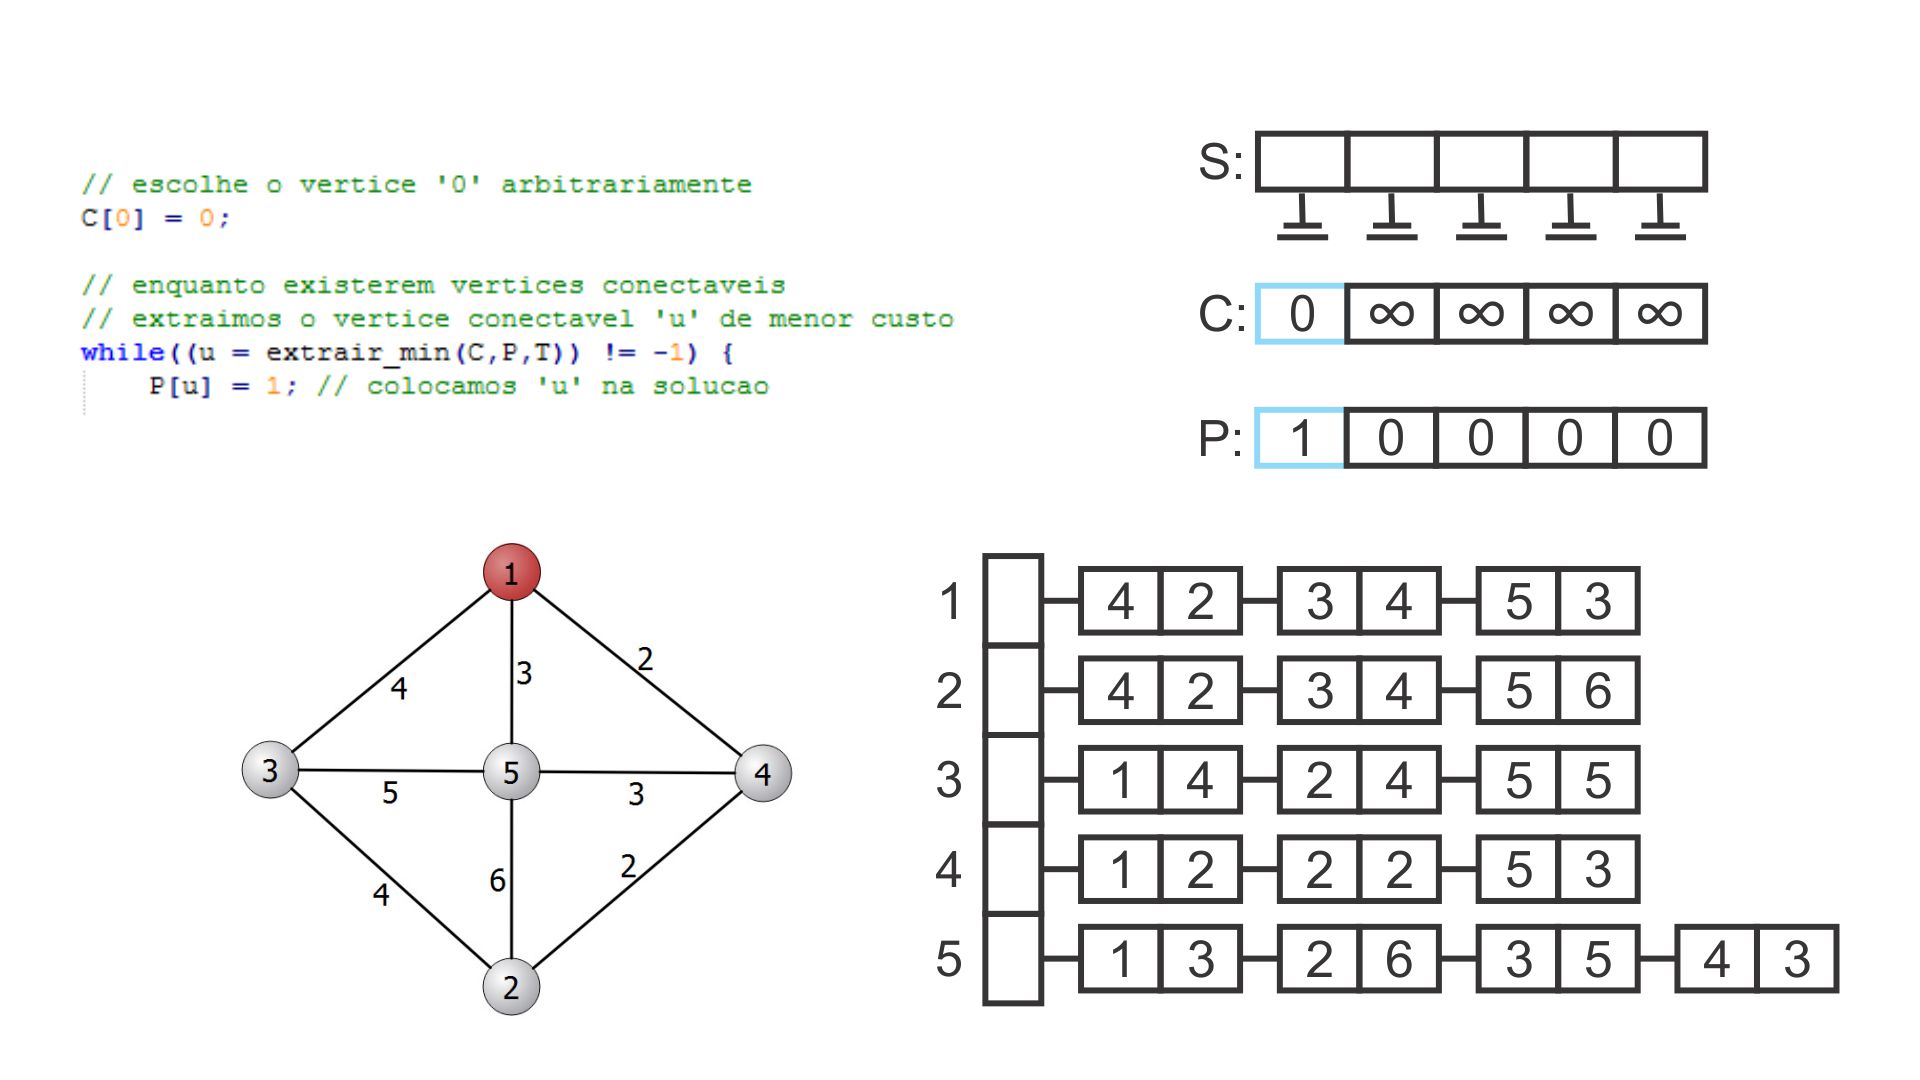 // escolhe o vertice '0' arbitrariamente
C[0] = 0;
// enquanto existerem vertices conectaveis
// extraimos o vertice conectavel 'u' de menor custo
while((u = extrair_min(C,P,T)) != -1) {
P[u] = 1; // colocamos 'u' na solucao
S:
C: 0 ∞ ∞ ∞ ∞
P: 1 0 0 0 0
1
4 3 2
3 5 4
5 3
4 6 2
2
1 4 2 3 4 5 3
2 4 2 3 4 5 6
3 1 4 2 4 5 5
4 1 2 2 2 5 3
5 1 3 2 6 3 5 4 3